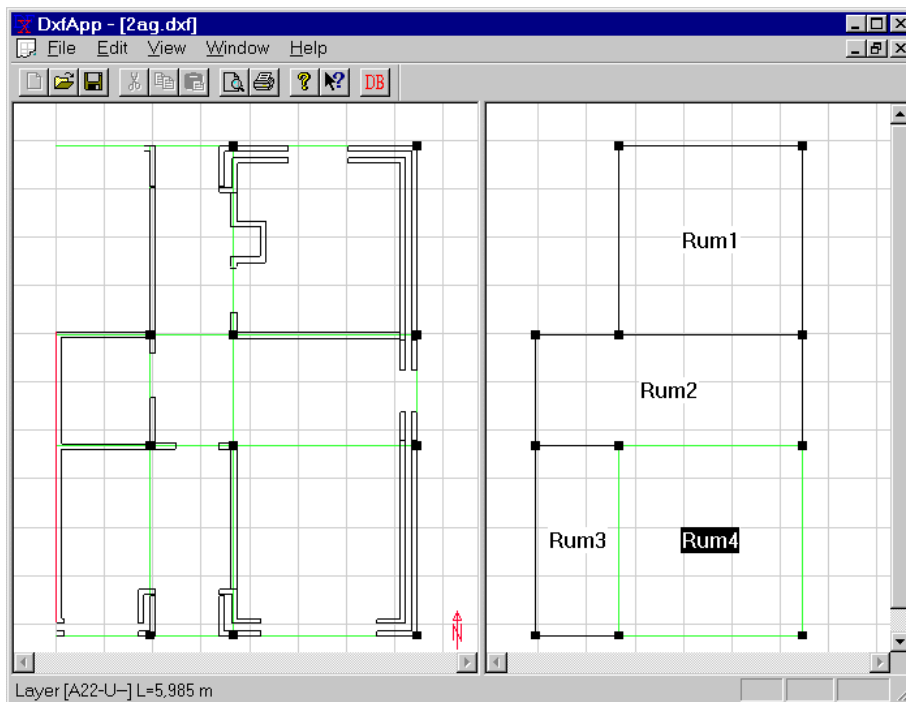 DxfApp - [2ag.dxf]
File Edit View Window Help
? ? DB
Rum1
Rum2
Rum3 Rum4
N
Layer [A22-U--] L=5,985 m